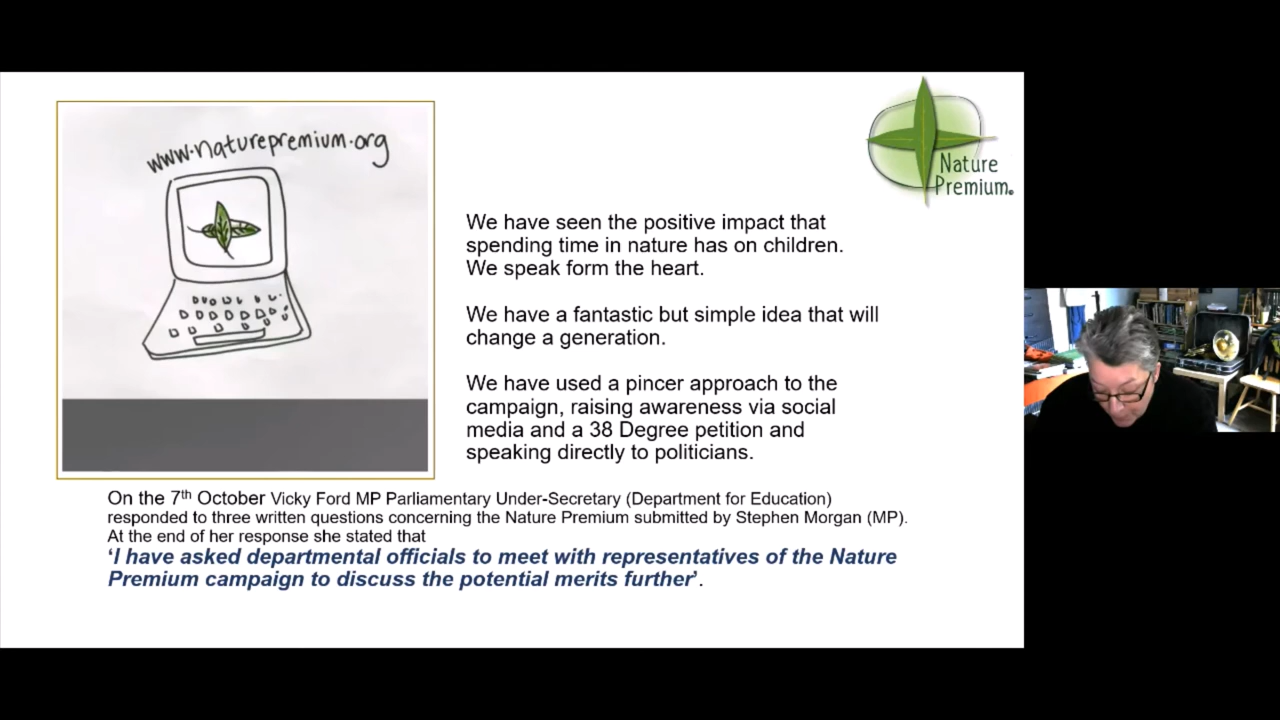 www.naturepremium.org
Nature
Premium®
We have seen the positive impact that
spending time in nature has on children.
We speak form the heart.
We have a fantastic but simple idea that will
change a generation.
We have used a pincer approach to the
campaign, raising awareness via social
media and a 38 Degree petition and
speaking directly to politicians.
On the 7th October Vicky Ford MP Parliamentary Under-Secretary (Department for Education)
responded to three written questions concerning the Nature Premium submitted by Stephen Morgan (MP).
At the end of her response she stated that
‘I have asked departmental officials to meet with representatives of the Nature
Premium campaign to discuss the potential merits further’.